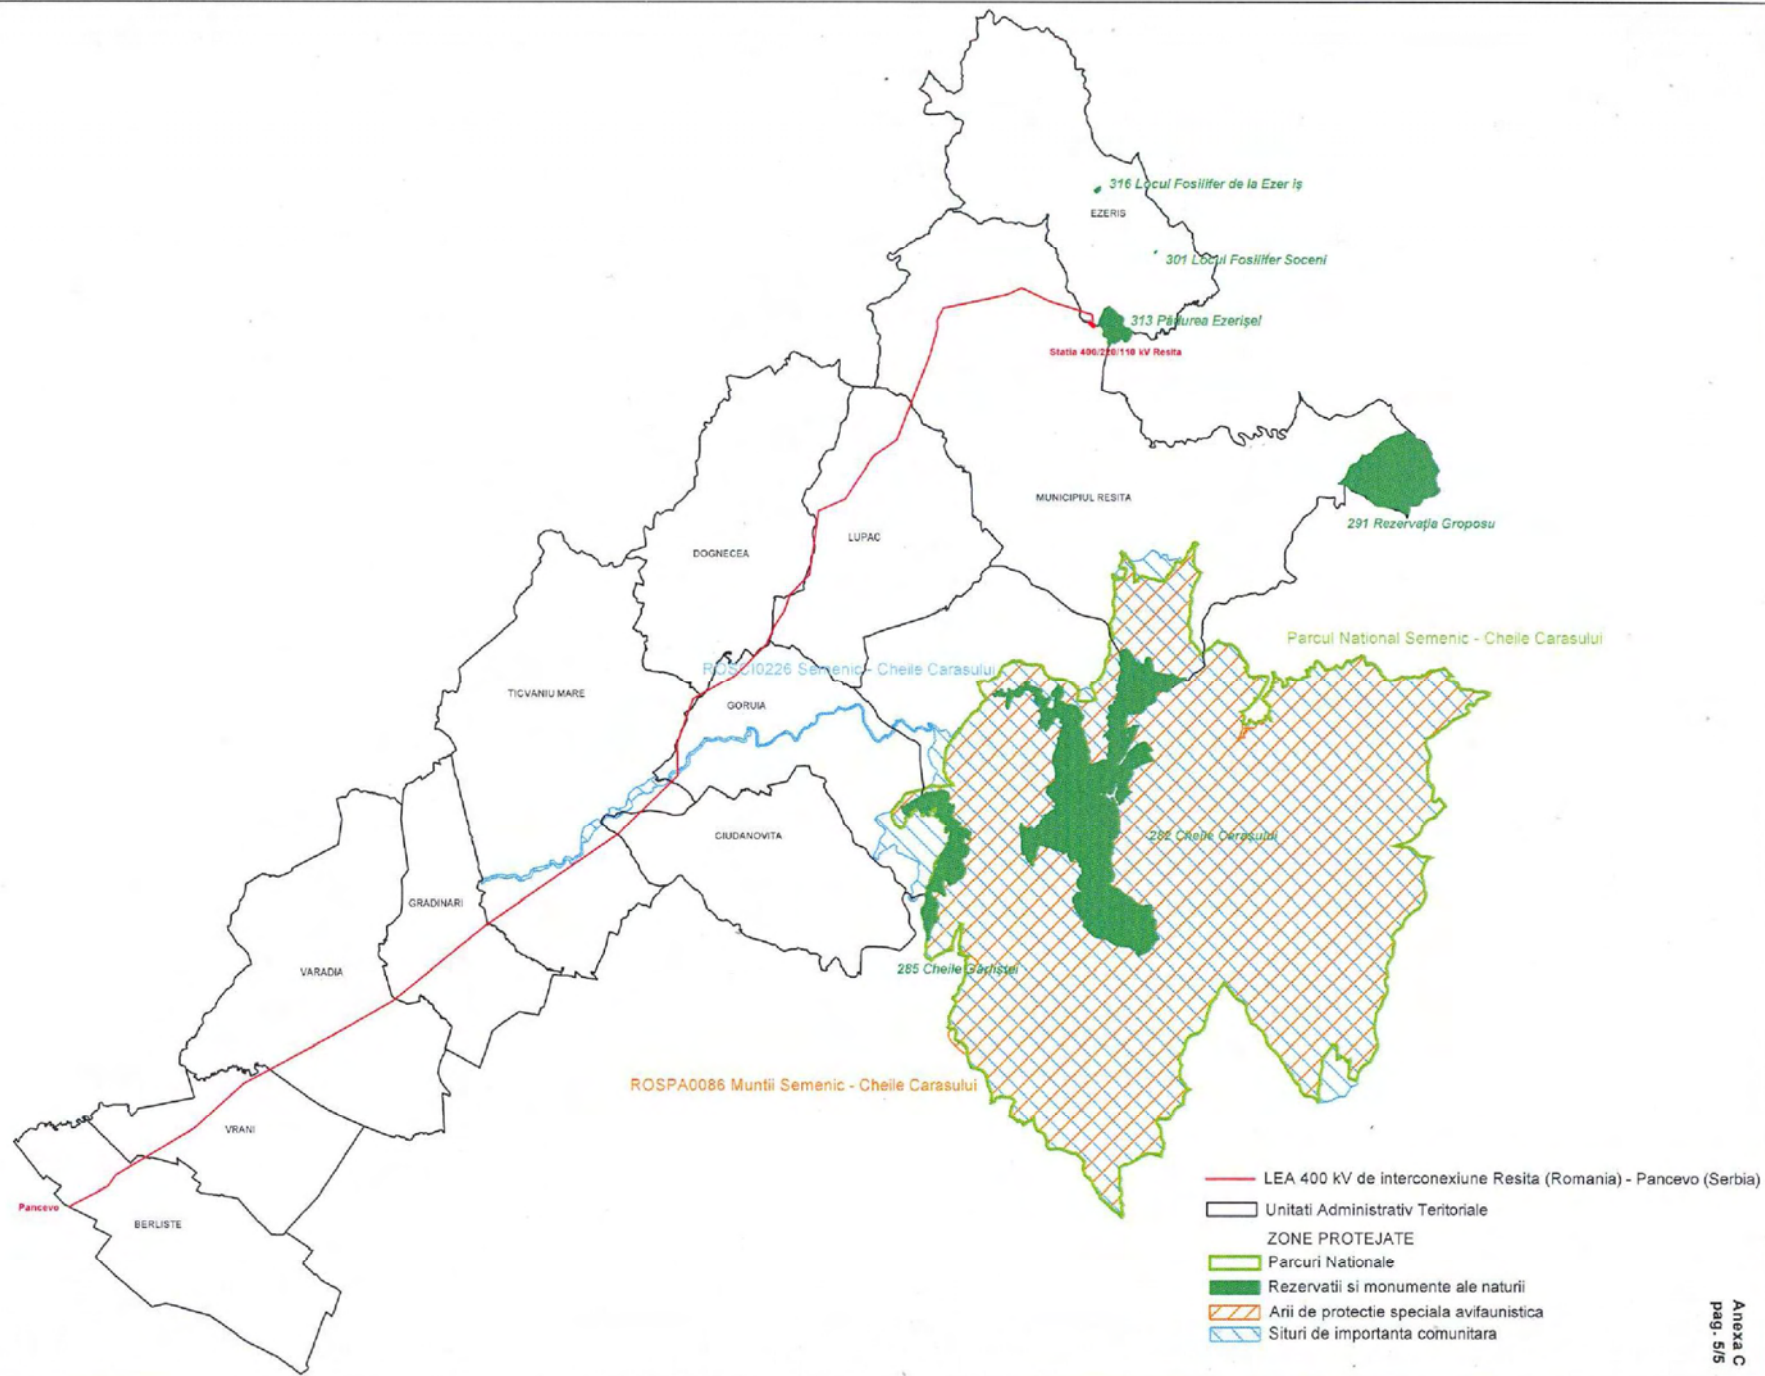 316 Locul Fosilifer de la Ezer iș
EZERIS
301 Locul Fosilifer Soceni
313 Pădurea Ezerișel
Statia 400/220/110 kV Resita
MUNICIPIUL RESITA
291 Rezervația Groposu
LUPAC
DOGNECEA
Parcul National Semenic - Cheile Carasului
ROSCI0226 Semenic - Cheile Carasului
TICVANIU MARE
GORUIA
CIUDANOVITA
282 Cheile Carașului
GRADINARI
VARADIA
285 Cheile Gârliștei
ROSPA0086 Muntii Semenic - Cheile Carasului
VRANI
Pancevo
BERLISTE
LEA 400 kV de interconexiune Resita (Romania) - Pancevo (Serbia)
Unitati Administrativ Teritoriale
ZONE PROTEJATE
Parcuri Nationale
Rezervatii si monumente ale naturii
Arii de protectie speciala avifaunistica
Situri de importanta comunitara
Anexa C
pag. 5/5